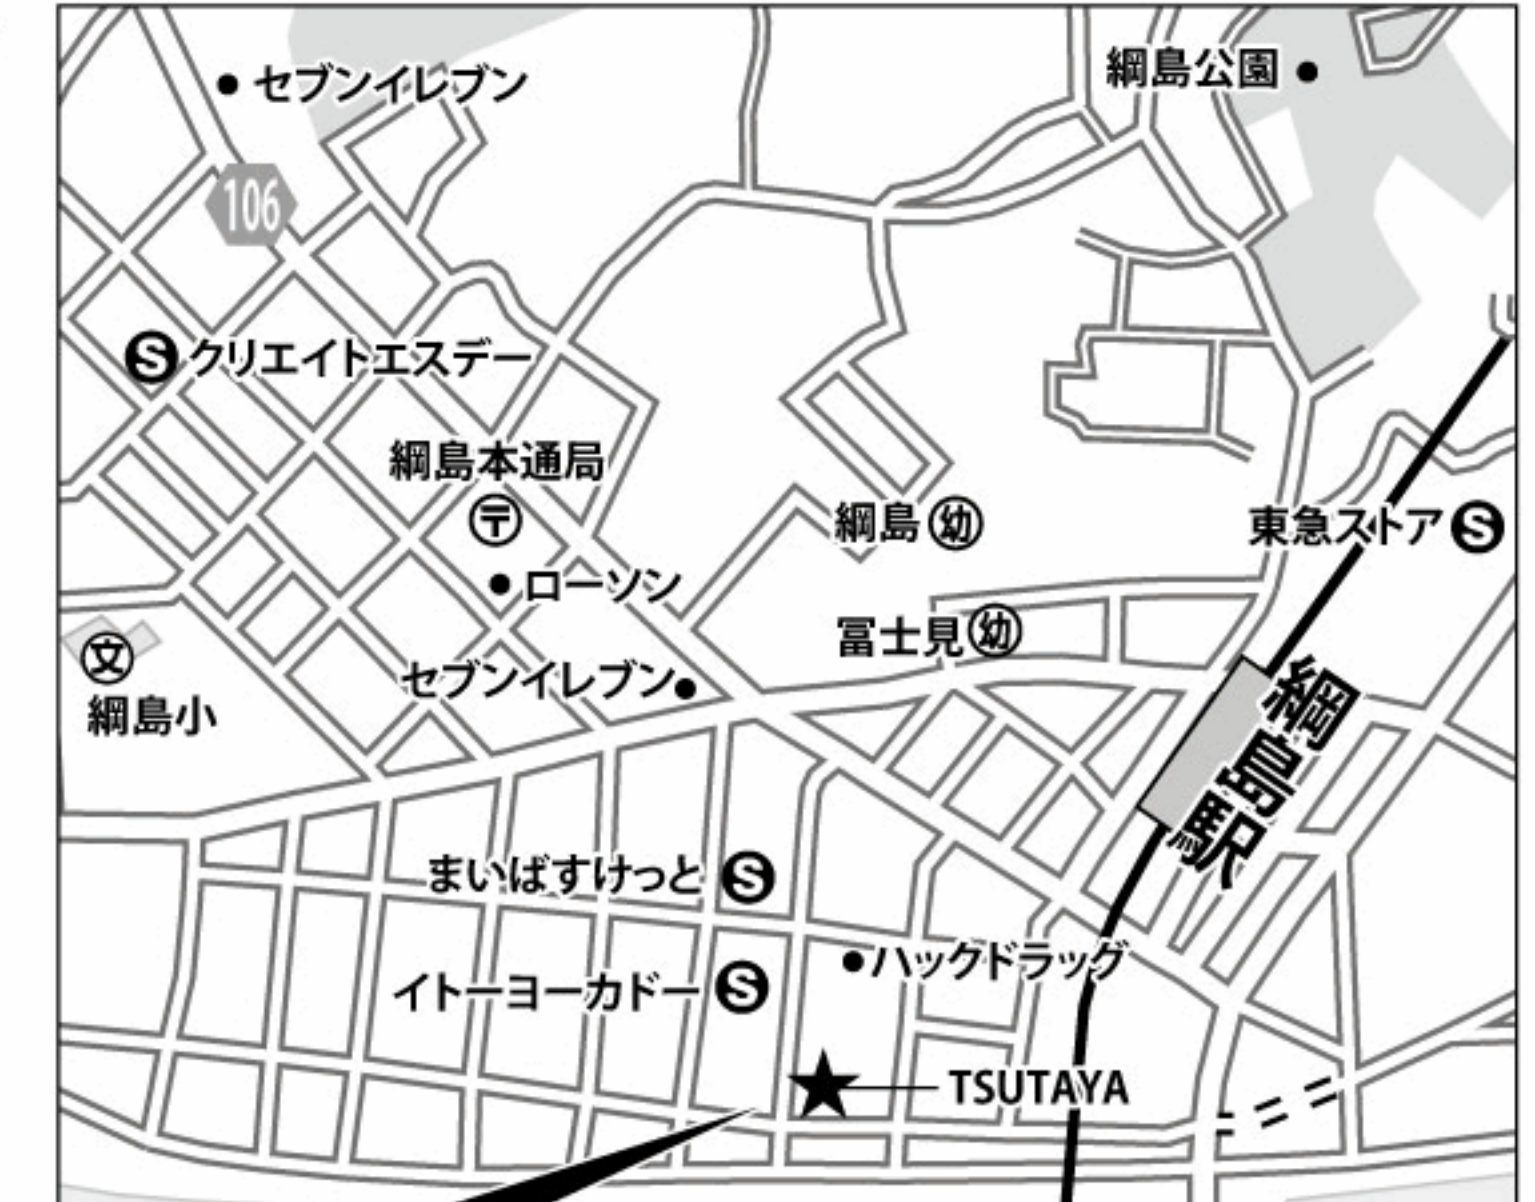 セブンイレブン
綱島公園
106
Ⓢ クリエイトエスデー
綱島本通局
〒
綱島 幼
東急ストア Ⓢ
ローソン
冨士見 幼
文
綱島小
セブンイレブン
綱島駅
まいばすけっと Ⓢ
ハックドラッグ
イトーヨーカドー Ⓢ
TSUTAYA